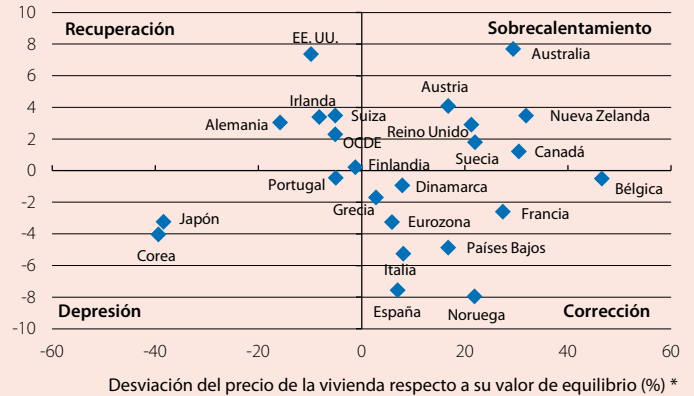 10
8
6
4
2
0
-2
-4
-6
-8
-10
Recuperación
Sobrecalentamiento
EE. UU.
Australia
Austria
Irlanda
Suiza
Nueva Zelanda
Alemania
Reino Unido
OCDE
Canadá
Suecia
Finlandia
Portugal
Dinamarca
Bélgica
Grecia
Francia
Japón
Eurozona
Corea
Países Bajos
Italia
España
Noruega
Depresión
Corrección
-60 -40 -20 0 20 40 60
Desviación del precio de la vivienda respecto a su valor de equilibrio (%) *